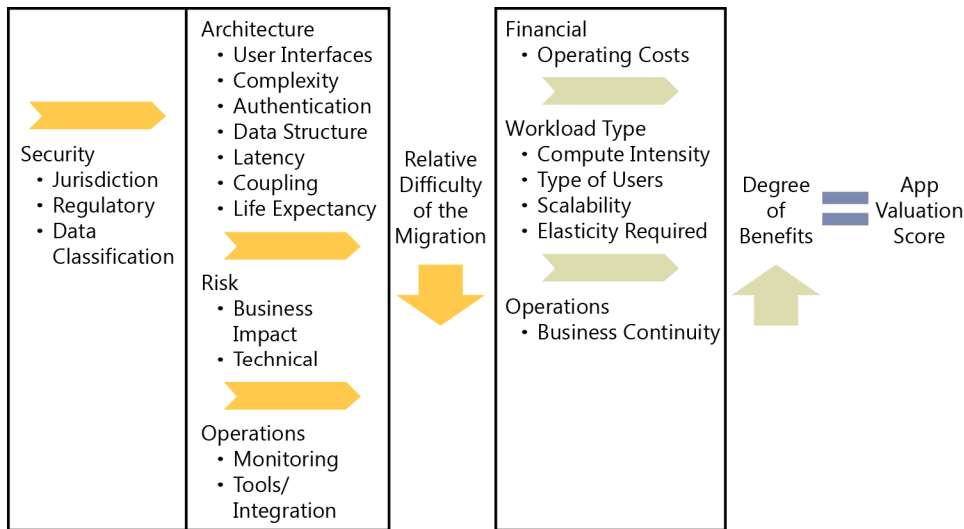 Security
• Jurisdiction
• Regulatory
• Data
Classification
Architecture
• User Interfaces
• Complexity
• Authentication
• Data Structure
• Latency
• Coupling
• Life Expectancy
Risk
• Business
Impact
• Technical
Operations
• Monitoring
• Tools/
Integration
Relative
Difficulty
of the
Migration
Financial
• Operating Costs
Workload Type
• Compute Intensity
• Type of Users
• Scalability
• Elasticity Required
Operations
• Business Continuity
Degree
of
Benefits
App
Valuation
Score